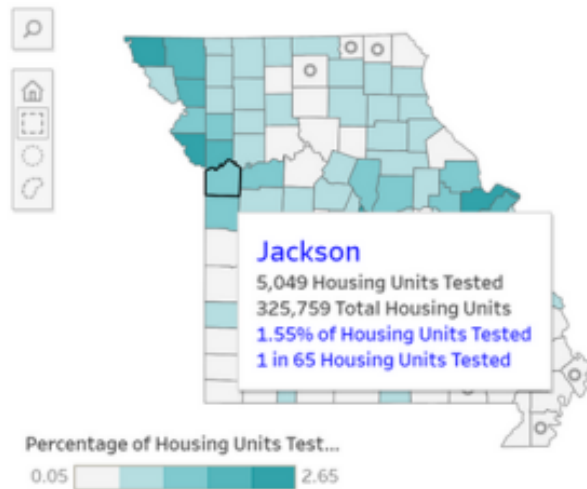 Jackson
5,049 Housing Units Tested
325,759 Total Housing Units
1.55% of Housing Units Tested
1 in 65 Housing Units Tested
Percentage of Housing Units Test...
0.05 2.65